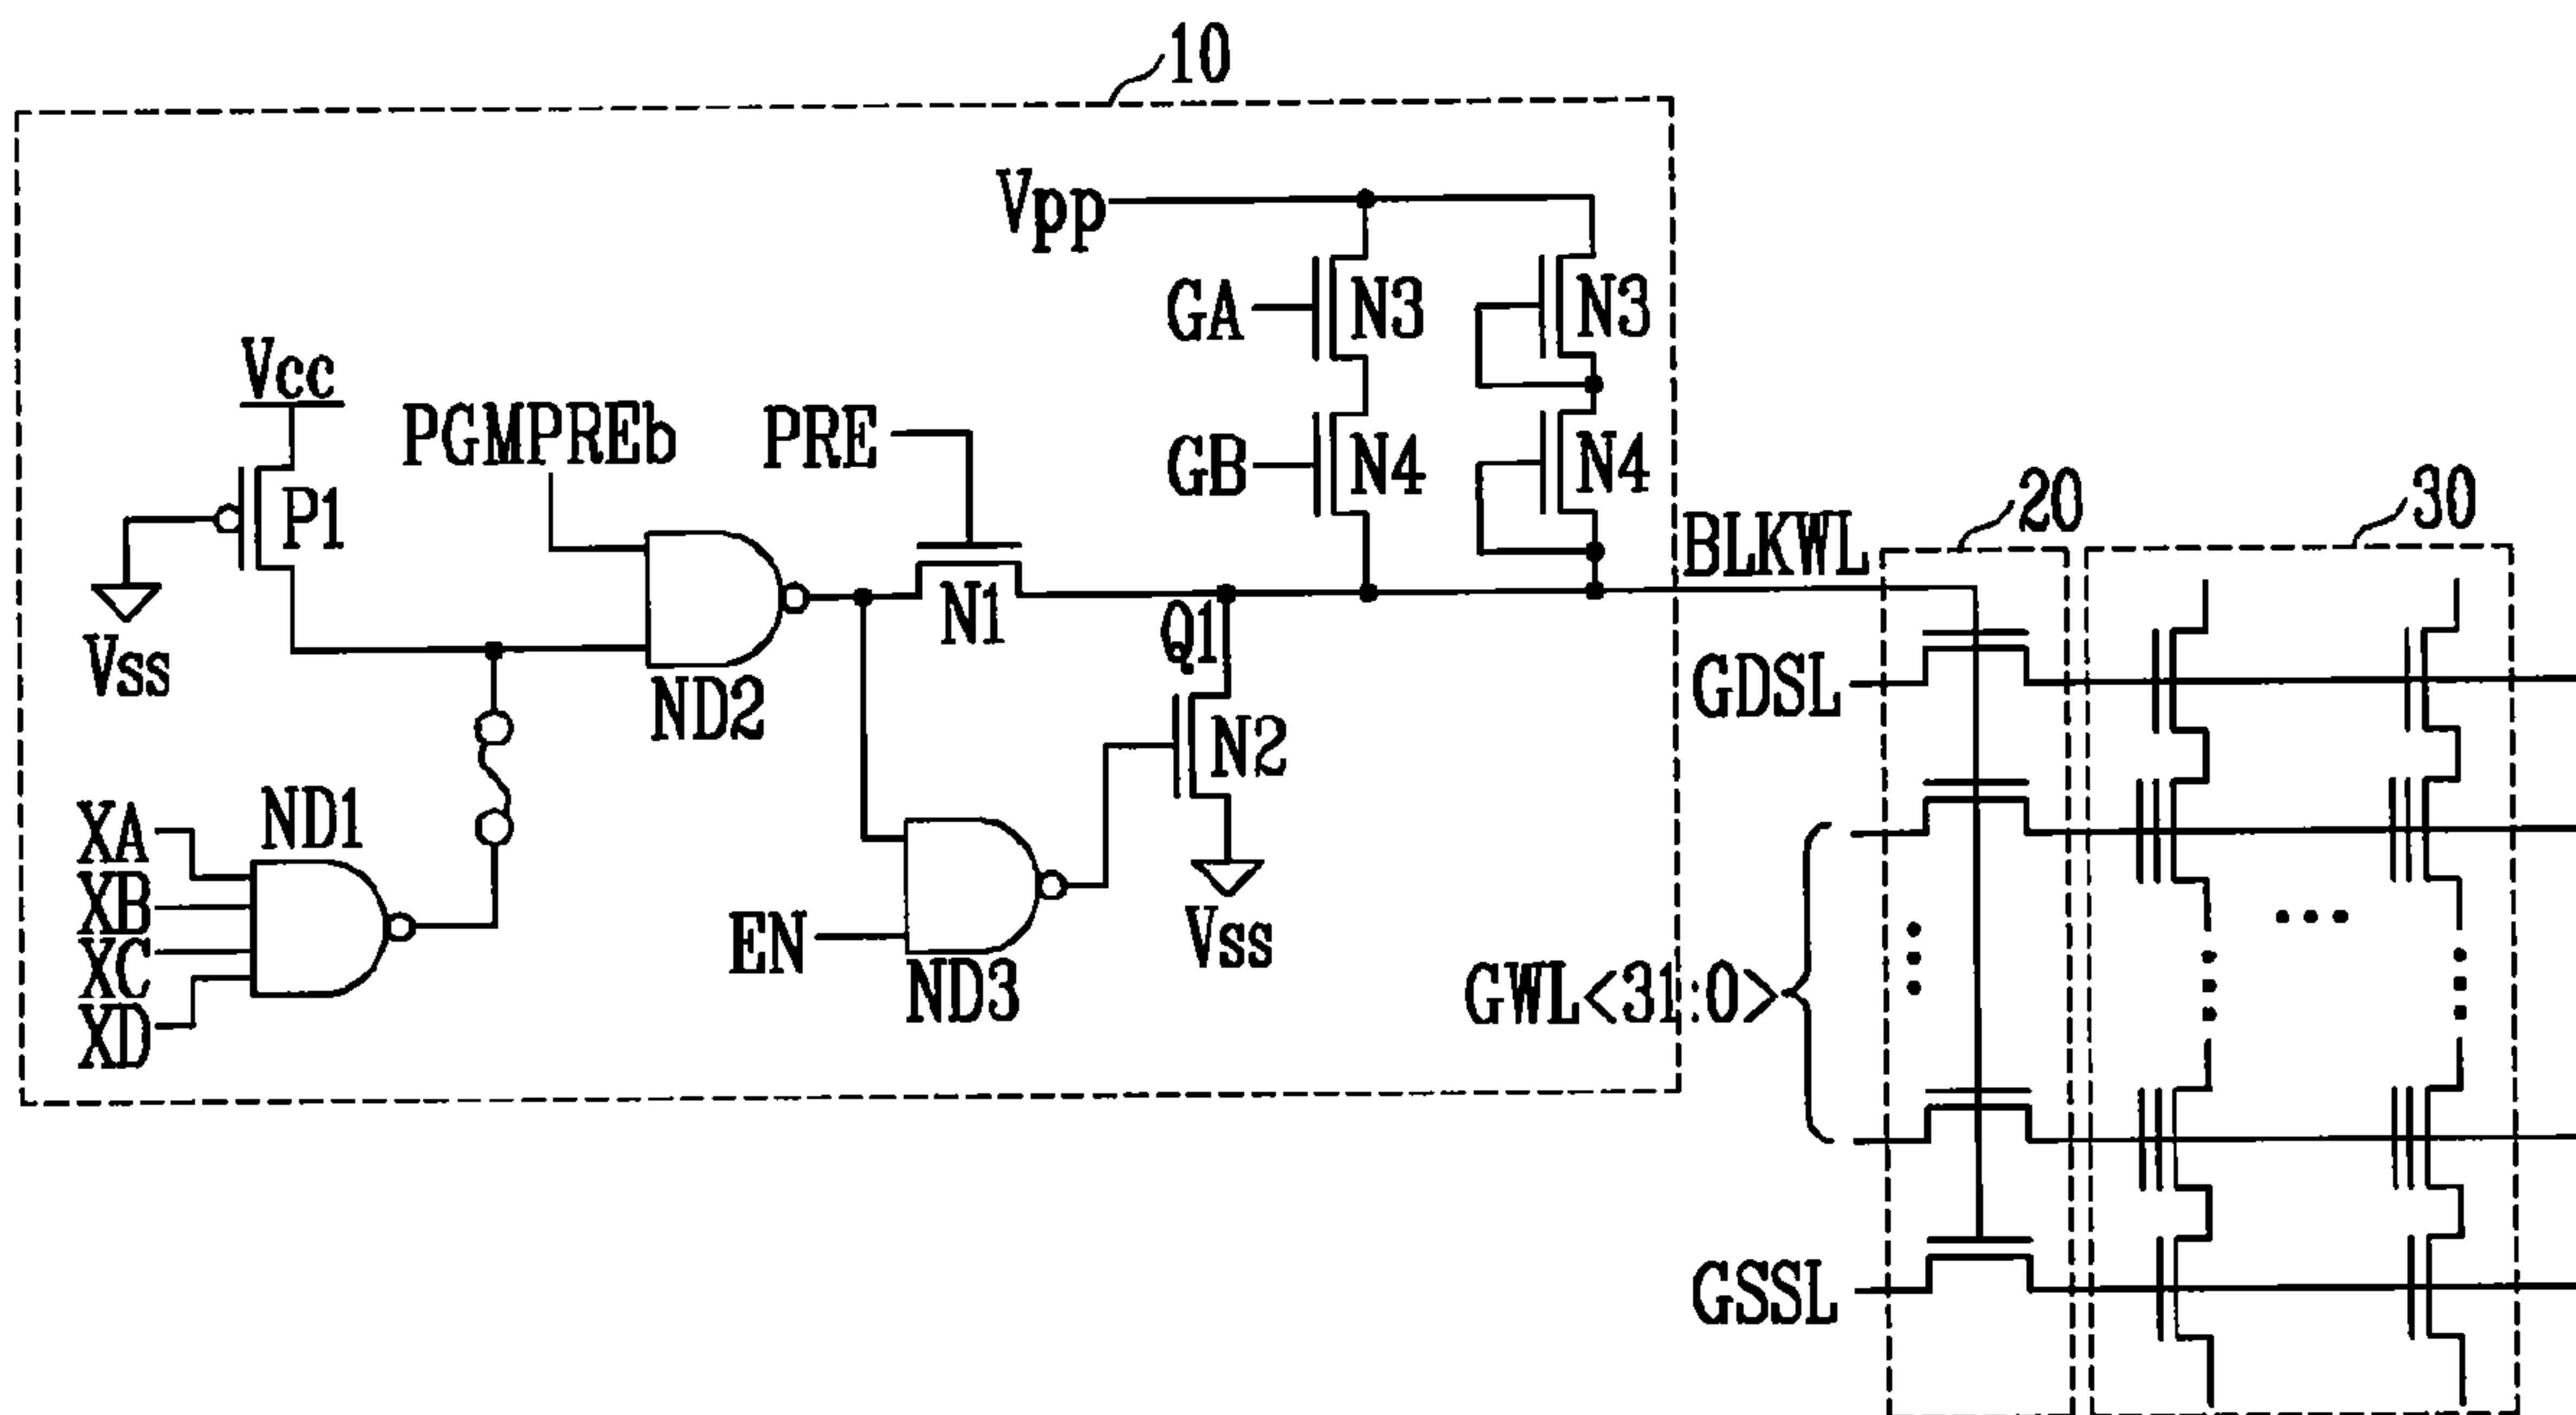 10
Vpp
GA
N3
N3
Vcc
PGMPREb
PRE
GB
N4
N4
P1
20
30
BLKWL
N1
Q1
Vss
ND2
GDSL
N2
ND1
XA
XB
XC
XD
EN
ND3
Vss
GWL<31:0>
GSSL